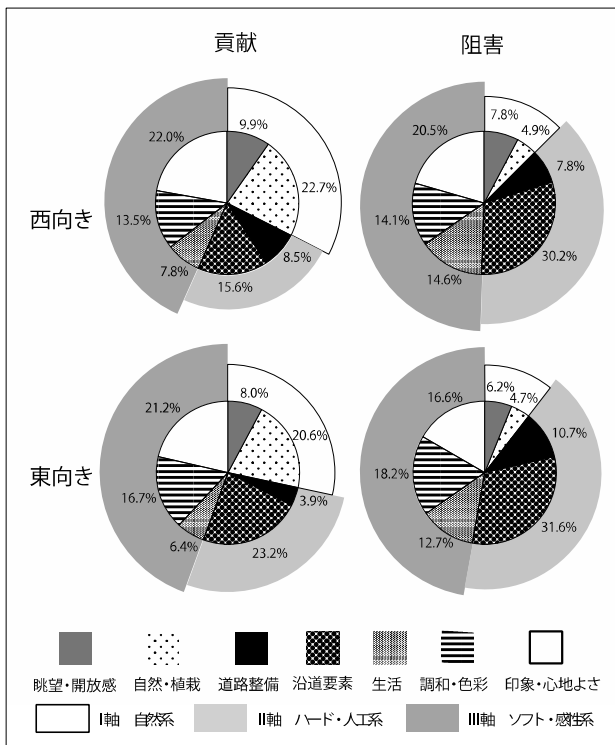 貢献 阻害
9.9% 7.8%
4.9%
22.0% 20.5% 7.8%
22.7%
西向き
13.5% 14.1%
8.5% 30.2%
7.8% 14.6%
15.6%
8.0% 6.2%
4.7%
21.2% 16.6%
20.6% 10.7%
東向き
16.7% 18.2%
3.9%
31.6%
6.4% 12.7%
23.2%
眺望・開放感 自然・植栽 道路整備 沿道要素 生活 調和・色彩 印象・心地よさ
I軸 自然系 II軸 ハード・人工系 III軸 ソフト・感性系